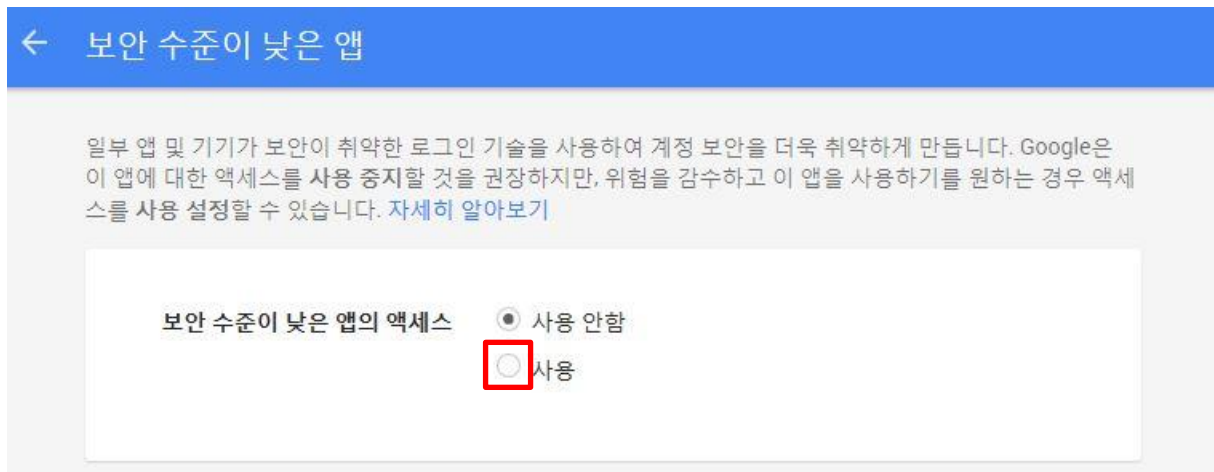 보안 수준이 낮은 앱
일부 앱 및 기기가 보안이 취약한 로그인 기술을 사용하여 계정 보안을 더욱 취약하게 만듭니다. Google은
이 앱에 대한 액세스를 사용 중지할 것을 권장하지만, 위험을 감수하고 이 앱을 사용하기를 원하는 경우 액세
스를 사용 설정할 수 있습니다. 자세히 알아보기
보안 수준이 낮은 앱의 액세스 사용 안함
사용